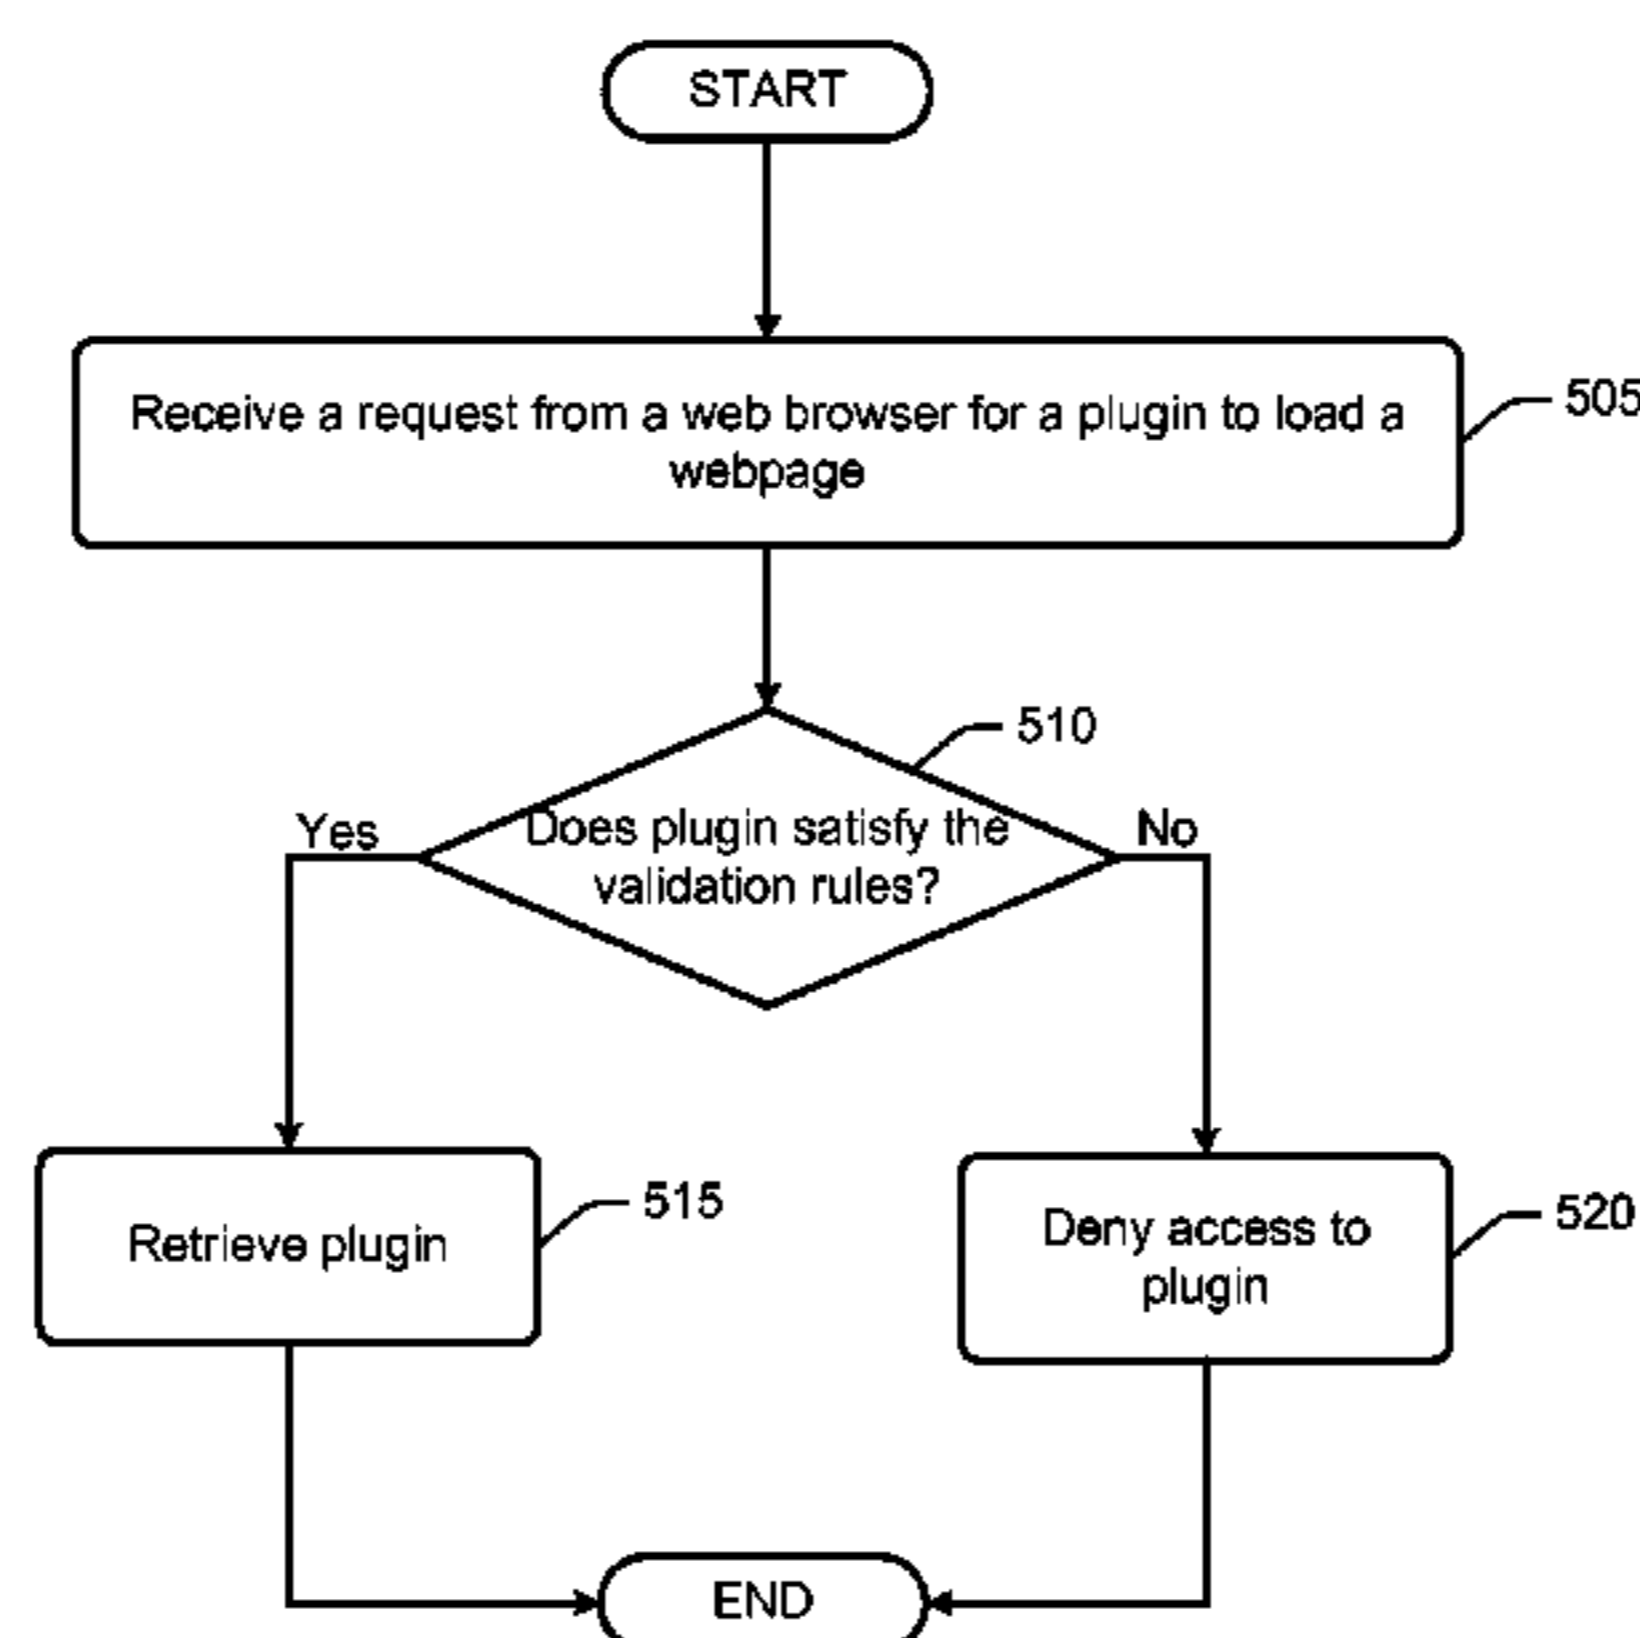 START
Receive a request from a web browser for a plugin to load a
webpage
505
510
Yes
Does plugin satisfy the
validation rules?
No
Retrieve plugin
515
Deny access to
plugin
520
END